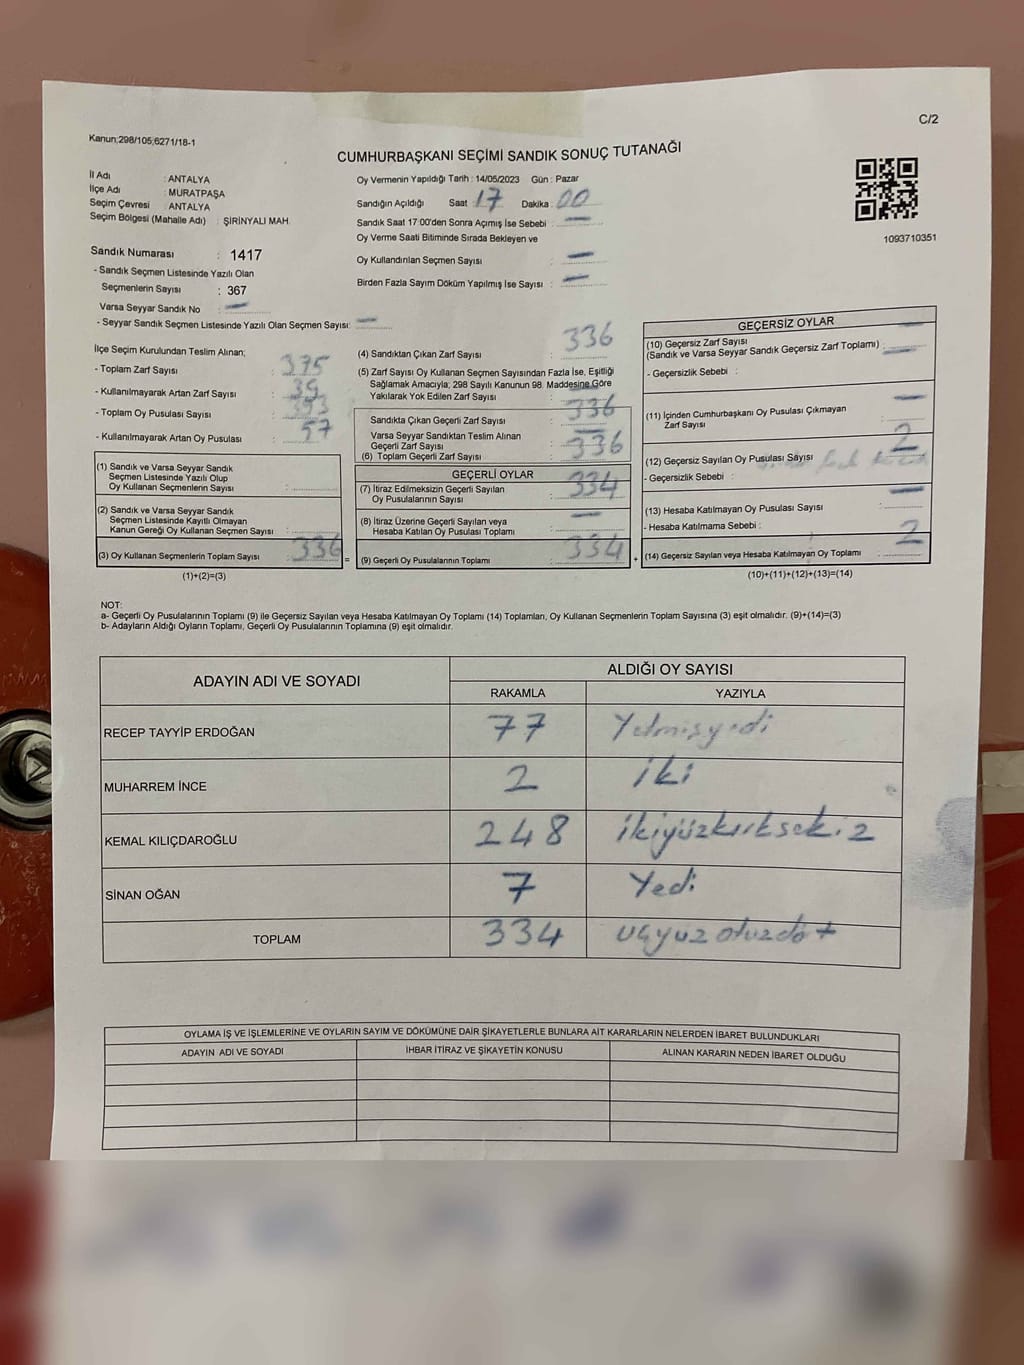 C/2
Kanun:298/105,6271/18-1
CUMHURBAŞKANI SEÇİMİ SANDIK SONUÇ TUTANAĞI
İl Adı : ANTALYA
İlçe Adı : MURATPAŞA
Seçim Çevresi : ANTALYA
Seçim Bölgesi (Mahalle Adı) : ŞİRİNYALI MAH.
Sandık Numarası : 1417
- Sandık Seçmen Listesinde Yazılı Olan
Seçmenlerin Sayısı : 367
Varsa Seyyar Sandık No : —
- Seyyar Sandık Seçmen Listesinde Yazılı Olan Seçmen Sayısı: —
Oy Vermenin Yapıldığı Tarih : 14/05/2023 Gün : Pazar
Sandığın Açıldığı Saat : 17 Dakika : 00
Sandık Saat 17:00'den Sonra Açımış İse Sebebi : —
Oy Verme Saati Bitiminde Sırada Bekleyen ve
Oy Kullandırılan Seçmen Sayısı : —
Birden Fazla Sayım Döküm Yapılmış İse Sayısı : —
1093710351
İlçe Seçim Kurulundan Teslim Alınan;
- Toplam Zarf Sayısı : 375
- Kullanılmayarak Artan Zarf Sayısı : 39
- Toplam Oy Pusulası Sayısı : 393
- Kullanılmayarak Artan Oy Pusulası : 57
(1) Sandık ve Varsa Seyyar Sandık
Seçmen Listesinde Yazılı Olup
Oy Kullanan Seçmenlerin Sayısı :
(2) Sandık ve Varsa Seyyar Sandık
Seçmen Listesinde Kayıtlı Olmayan
Kanun Gereği Oy Kullanan Seçmen Sayısı :
(3) Oy Kullanan Seçmenlerin Toplam Sayısı : 336 =
(1)+(2)=(3)
(4) Sandıktan Çıkan Zarf Sayısı : 336
(5) Zarf Sayısı Oy Kullanan Seçmen Sayısından Fazla İse, Eşitliği
Sağlamak Amacıyla; 298 Sayılı Kanunun 98. Maddesine Göre
Yakılarak Yok Edilen Zarf Sayısı : —
Sandıkta Çıkan Geçerli Zarf Sayısı : 336
Varsa Seyyar Sandıktan Teslim Alınan
Geçerli Zarf Sayısı : —
(6) Toplam Geçerli Zarf Sayısı : 336
GEÇERLİ OYLAR
(7) İtiraz Edilmeksizin Geçerli Sayılan
Oy Pusulalarının Sayısı : 334
(8) İtiraz Üzerine Geçerli Sayılan veya
Hesaba Katılan Oy Pusulası Toplamı : —
(9) Geçerli Oy Pusulalarının Toplamı : 334 +
GEÇERSİZ OYLAR
(10) Geçersiz Zarf Sayısı
(Sandık ve Varsa Seyyar Sandık Geçersiz Zarf Toplamı) : —
- Geçersizlik Sebebi : —
(11) İçinden Cumhurbaşkanı Oy Pusulası Çıkmayan
Zarf Sayısı : —
(12) Geçersiz Sayılan Oy Pusulası Sayısı : 2
- Geçersizlik Sebebi :
(13) Hesaba Katılmayan Oy Pusulası Sayısı : —
- Hesaba Katılmama Sebebi :
(14) Geçersiz Sayılan veya Hesaba Katılmayan Oy Toplamı : 2
(10)+(11)+(12)+(13)=(14)
NOT:
a- Geçerli Oy Pusulalarının Toplamı (9) ile Geçersiz Sayılan veya Hesaba Katılmayan Oy Toplamı (14) Toplamları, Oy Kullanan Seçmenlerin Toplam Sayısına (3) eşit olmalıdır. (9)+(14)=(3)
b- Adayların Aldığı Oyların Toplamı, Geçerli Oy Pusulalarının Toplamına (9) eşit olmalıdır.
ADAYIN ADI VE SOYADI
ALDIĞI OY SAYISI
RAKAMLA YAZIYLA
RECEP TAYYİP ERDOĞAN 77 Yetmişyedi
MUHARREM İNCE 2 iki
KEMAL KILIÇDAROĞLU 248 ikiyüzkırksekiz
SİNAN OĞAN 7 Yedi
TOPLAM 334 üçyüz otuzdört
OYLAMA İŞ VE İŞLEMLERİNE VE OYLARIN SAYIM VE DÖKÜMÜNE DAİR ŞİKAYETLERLE BUNLARA AİT KARARLARIN NELERDEN İBARET BULUNDUKLARI
ADAYIN ADI VE SOYADI İHBAR İTİRAZ VE ŞİKAYETİN KONUSU ALINAN KARARIN NEDEN İBARET OLDUĞU